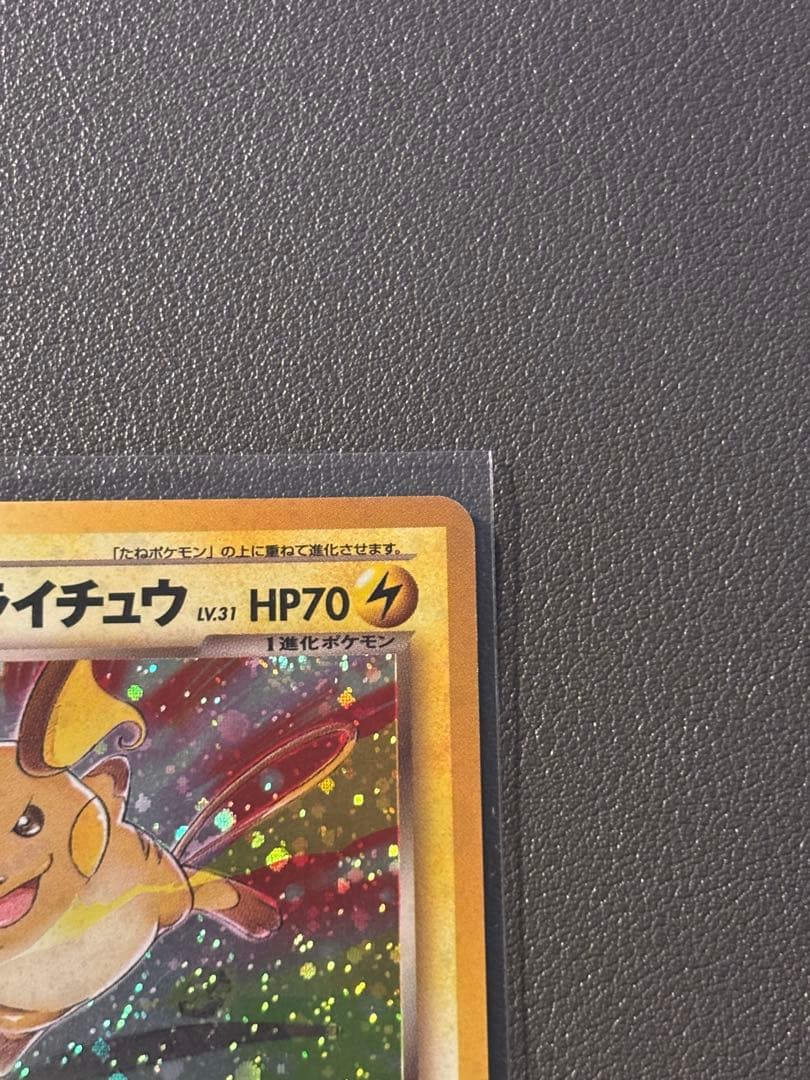 「たねポケモン」の上に重ねて進化させます。
ライチュウ LV.31 HP70
1進化ポケモン